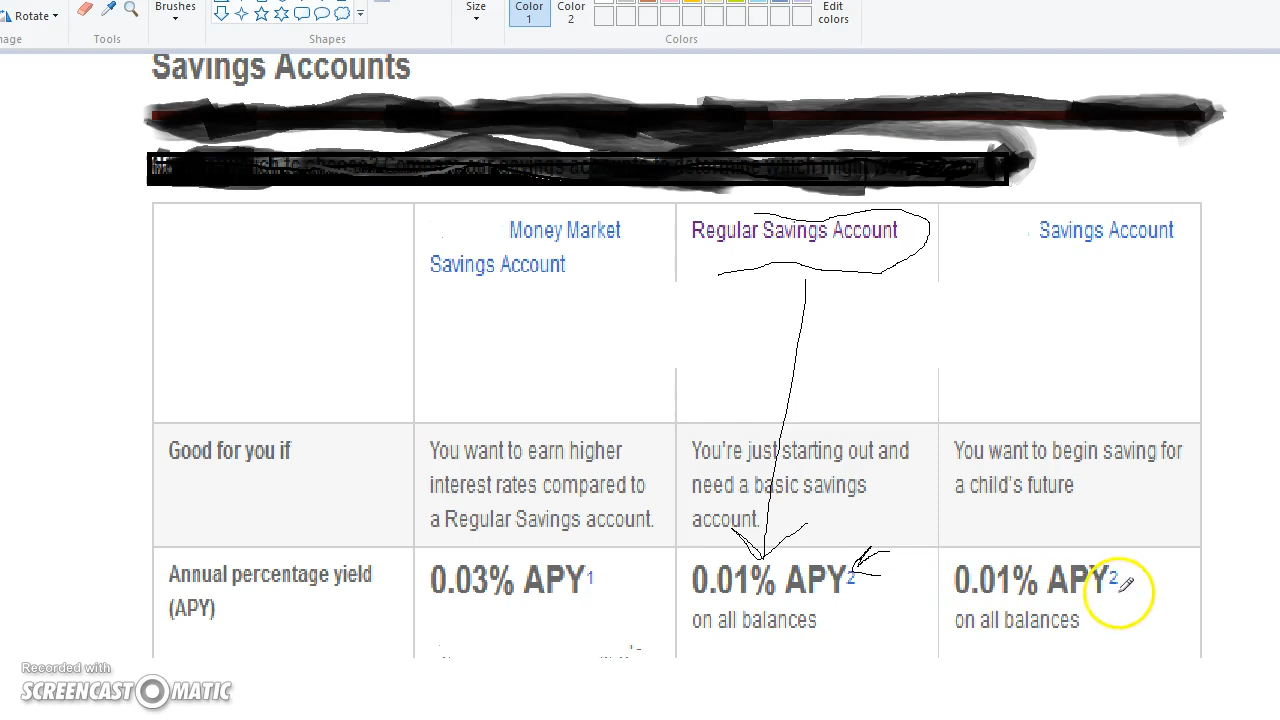 Rotate
Brushes
Size
Color
1
Color
2
Edit
colors
mage
Tools
Shapes
Colors
Savings Accounts
which might
Money Market
Savings Account
Regular Savings Account
Savings Account
Good for you if
You want to earn higher
interest rates compared to
a Regular Savings account.
You're just starting out and
need a basic savings
account.
You want to begin saving for
a child's future
Annual percentage yield
(APY)
0.03% APY1
0.01% APY2
on all balances
0.01% APY2
on all balances
Recorded with
SCREENCAST-O-MATIC